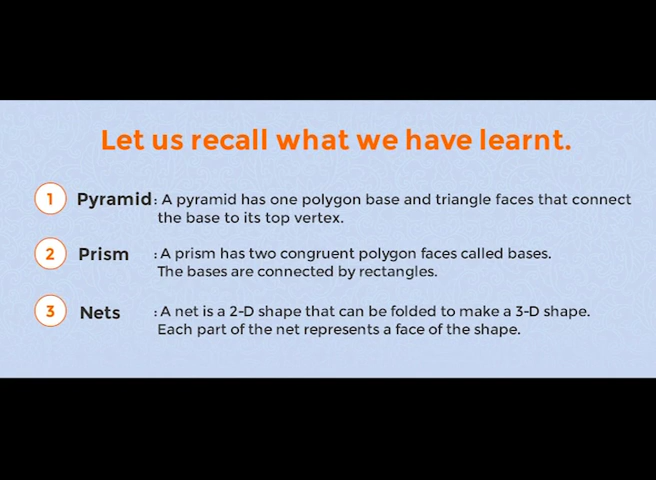 Let us recall what we have learnt.
1 Pyramid : A pyramid has one polygon base and triangle faces that connect
the base to its top vertex.
2 Prism : A prism has two congruent polygon faces called bases.
The bases are connected by rectangles.
3 Nets : A net is a 2-D shape that can be folded to make a 3-D shape.
Each part of the net represents a face of the shape.